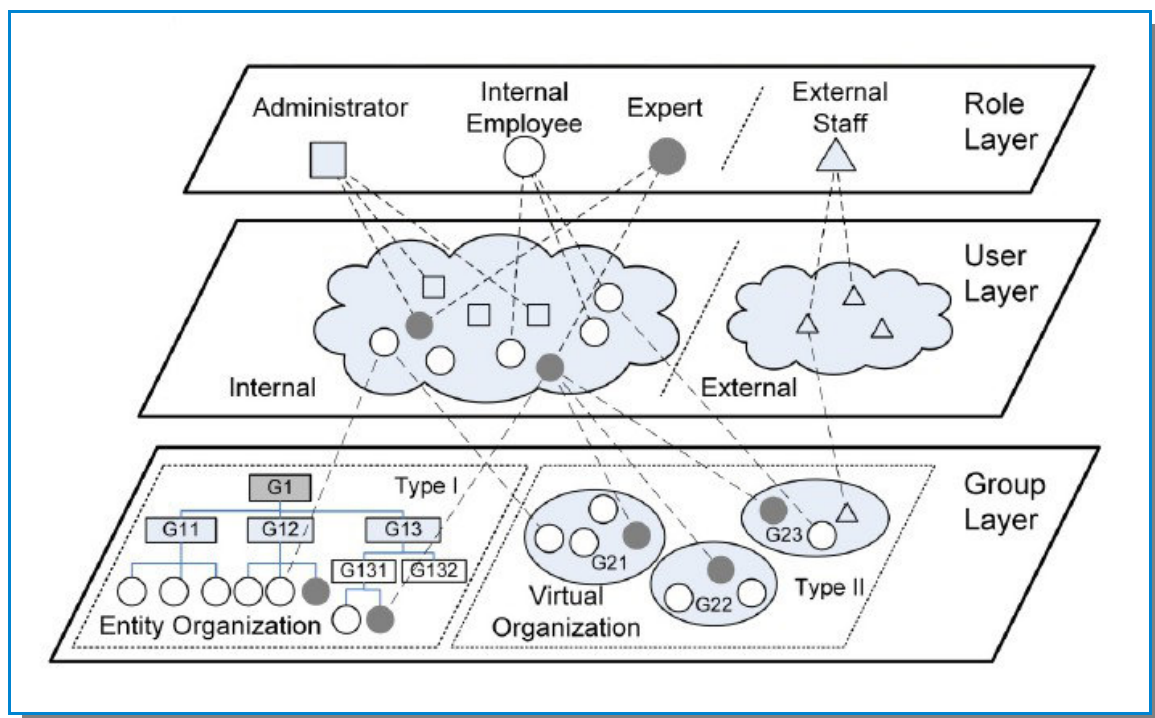 Administrator
Internal
Employee
Expert
External
Staff
Role
Layer
User
Layer
Internal
External
Group
Layer
G1
Type I
G11
G12
G13
G131
G132
Entity Organization
G21
G22
G23
Virtual
Organization
Type II